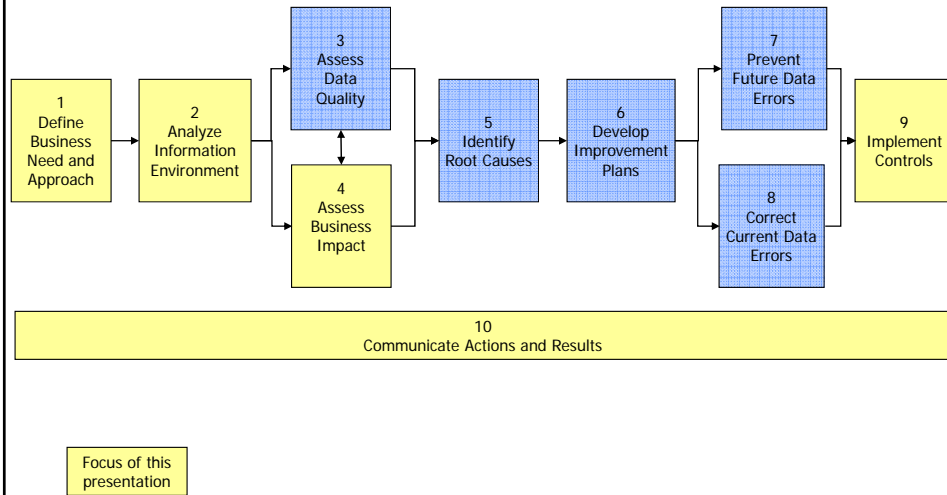 1
Define
Business
Need and
Approach
2
Analyze
Information
Environment
3
Assess
Data
Quality
4
Assess
Business
Impact
5
Identify
Root Causes
6
Develop
Improvement
Plans
7
Prevent
Future Data
Errors
8
Correct
Current Data
Errors
9
Implement
Controls
10
Communicate Actions and Results
Focus of this
presentation